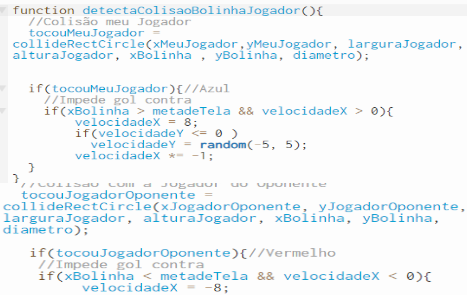 function detectaColisaoBolinhaJogador(){
//Colisão meu Jogador
tocouMeuJogador =
collideRectCircle(xMeuJogador,yMeuJogador, larguraJogador,
alturaJogador, xBolinha , yBolinha, diametro);
if(tocouMeuJogador){//Azul
//Impede gol contra
if(xBolinha > metadeTela && velocidadeX > 0){
velocidadeX = 8;
if(velocidadeY <= 0 )
velocidadeY = random(-5, 5);
velocidadeX *= -1;
}
}
//Colisão com a Jogador do Oponente
tocouJogadorOponente =
collideRectCircle(xJogadorOponente, yJogadorOponente,
larguraJogador, alturaJogador, xBolinha, yBolinha,
diametro);
if(tocouJogadorOponente){//Vermelho
//Impede gol contra
if(xBolinha < metadeTela && velocidadeX < 0){
velocidadeX = -8;